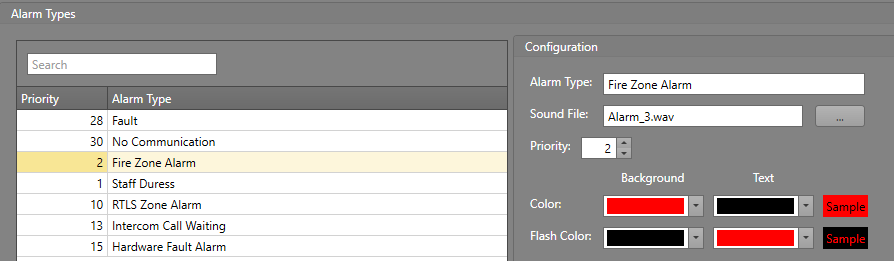 Alarm Types
Search
Priority Alarm Type
28 Fault
30 No Communication
2 Fire Zone Alarm
1 Staff Duress
10 RTLS Zone Alarm
13 Intercom Call Waiting
15 Hardware Fault Alarm
Configuration
Alarm Type: Fire Zone Alarm
Sound File: Alarm_3.wav ...
Priority: 2
Background Text
Color: Sample
Flash Color: Sample